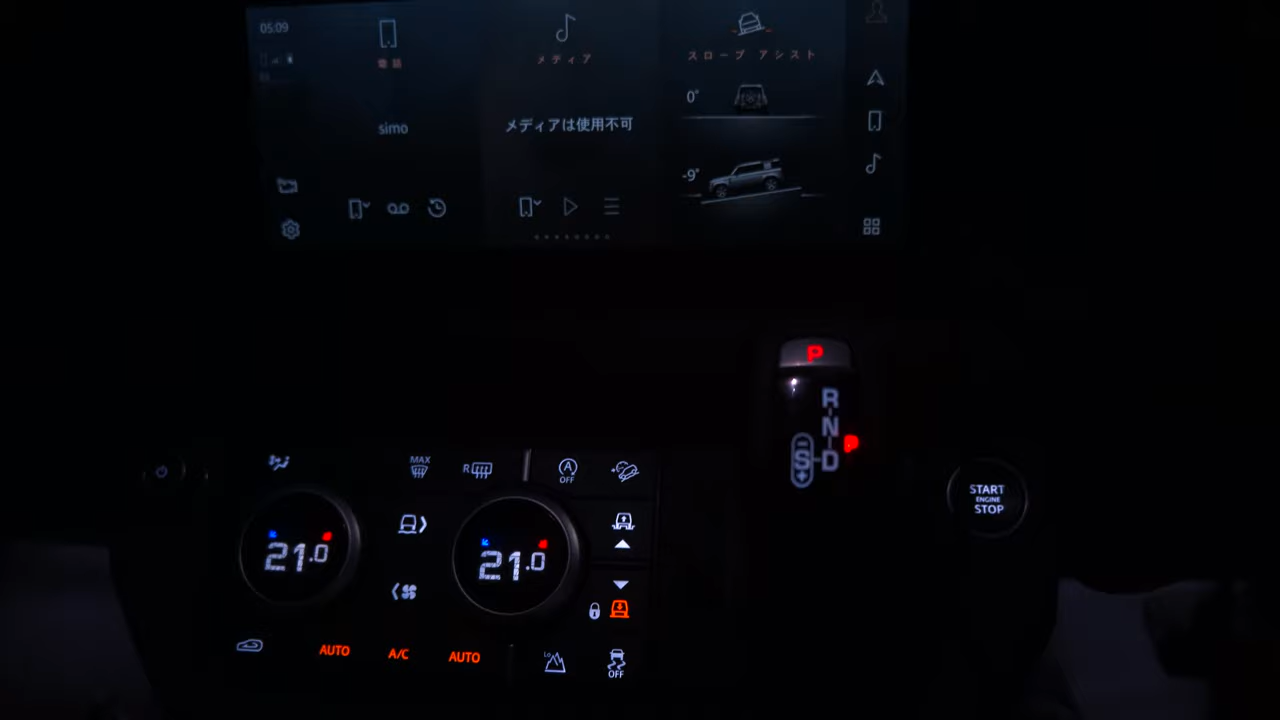 05:09
電話
メディア
スロープ アシスト
simo
メディアは使用不可
0°
-9°
P
R
N
S
D
MAX
R
A
OFF
START
ENGINE
STOP
21.0
21.0
AUTO
A/C
AUTO
Lo
OFF